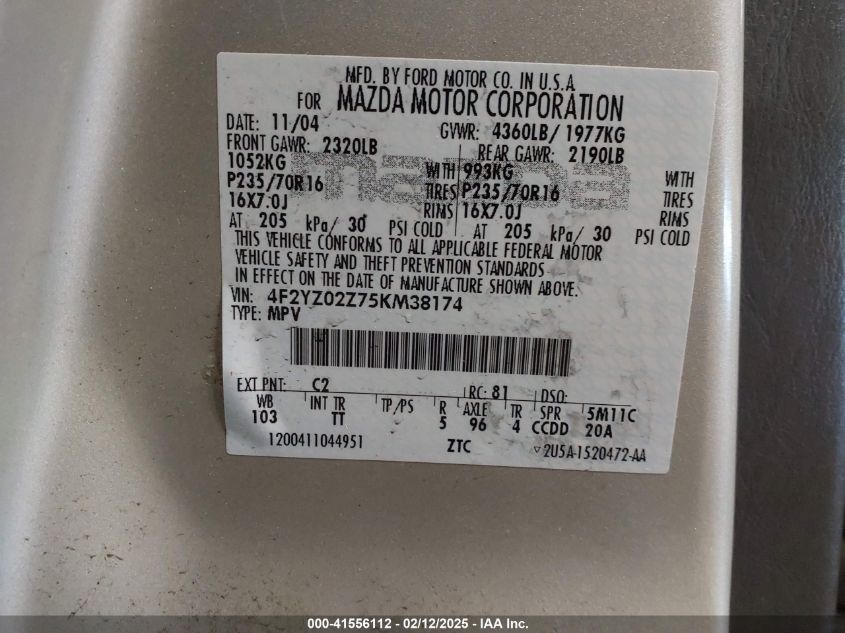 MFD. BY FORD MOTOR CO. IN U.S.A
FOR MAZDA MOTOR CORPORATION
DATE: 11/04 GVWR: 4360LB/ 1977KG
FRONT GAWR: 2320LB REAR GAWR: 2190LB
1052KG WITH 993KG WITH
P235/70R16 TIRES P235/70R16 TIRES
16X7.0J RIMS 16X7.0J RIMS
AT 205 kPa/ 30 PSI COLD AT 205 kPa/ 30 PSI COLD
THIS VEHICLE CONFORMS TO ALL APPLICABLE FEDERAL MOTOR
VEHICLE SAFETY AND THEFT PREVENTION STANDARDS
IN EFFECT ON THE DATE OF MANUFACTURE SHOWN ABOVE.
VIN: 4F2YZ02Z75KM38174
TYPE: MPV
EXT PNT: C2 RC: 81 DSO:
WB INT TR TP/PS R AXLE TR SPR 5M11C
103 TT 5 96 4 CCDD 20A
1200411044951 ZTC ▽2U5A-1520472-AA
mazda
000-41556112 - 02/12/2025 - IAA Inc.